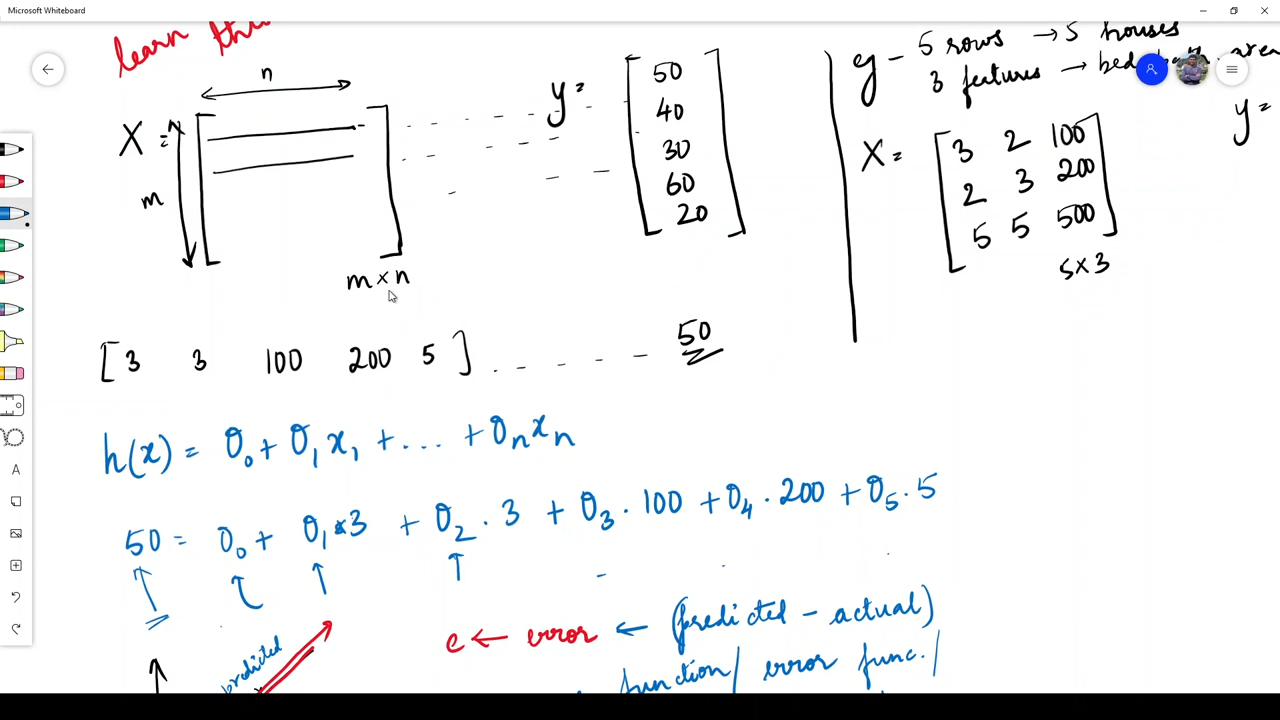 Microsoft Whiteboard
learn
n
X =
m
m × n
y = [50
40
30
60
20]
g - 5 rows → 5 houses
3 features → bed
X = [3 2 100
2 3 200
5 5 500]
5×3
y =
[3 3 100 200 5] - - - - - 50
h(x) = θ₀ + θ₁x₁ + ... + θₙxₙ
50 = θ₀ + θ₁*3 + θ₂ · 3 + θ₃ · 100 + θ₄ · 200 + θ₅ · 5
e ← error ← (predicted - actual)
predicted
function/ error func./
A